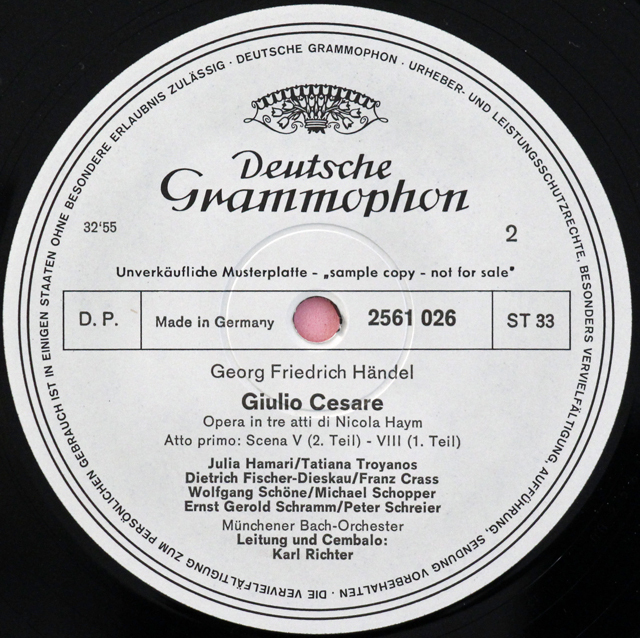 DEUTSCHE GRAMMOPHON · URHEBER- UND LEISTUNGSSCHUTZRECHTE, BESONDERS VERVIELFÄLTIGUNG, AUFFÜHRUNG, SENDUNG VORBEHALTEN · DIE VERVIELFÄLTIGUNG ZUM PERSÖNLICHEN GEBRAUCH IST IN EINIGEN STAATEN OHNE BESONDERE ERLAUBNIS ZULÄSSIG ·
Deutsche
Grammophon
32'55
2
Unverkäufliche Musterplatte - „sample copy - not for sale"
D. P. Made in Germany 2561 026 ST 33
Georg Friedrich Händel
Giulio Cesare
Opera in tre atti di Nicola Haym
Atto primo: Scena V (2. Teil) - VIII (1. Teil)
Julia Hamari/Tatiana Troyanos
Dietrich Fischer-Dieskau/Franz Crass
Wolfgang Schöne/Michael Schopper
Ernst Gerold Schramm/Peter Schreier
Münchener Bach-Orchester
Leitung und Cembalo:
Karl Richter